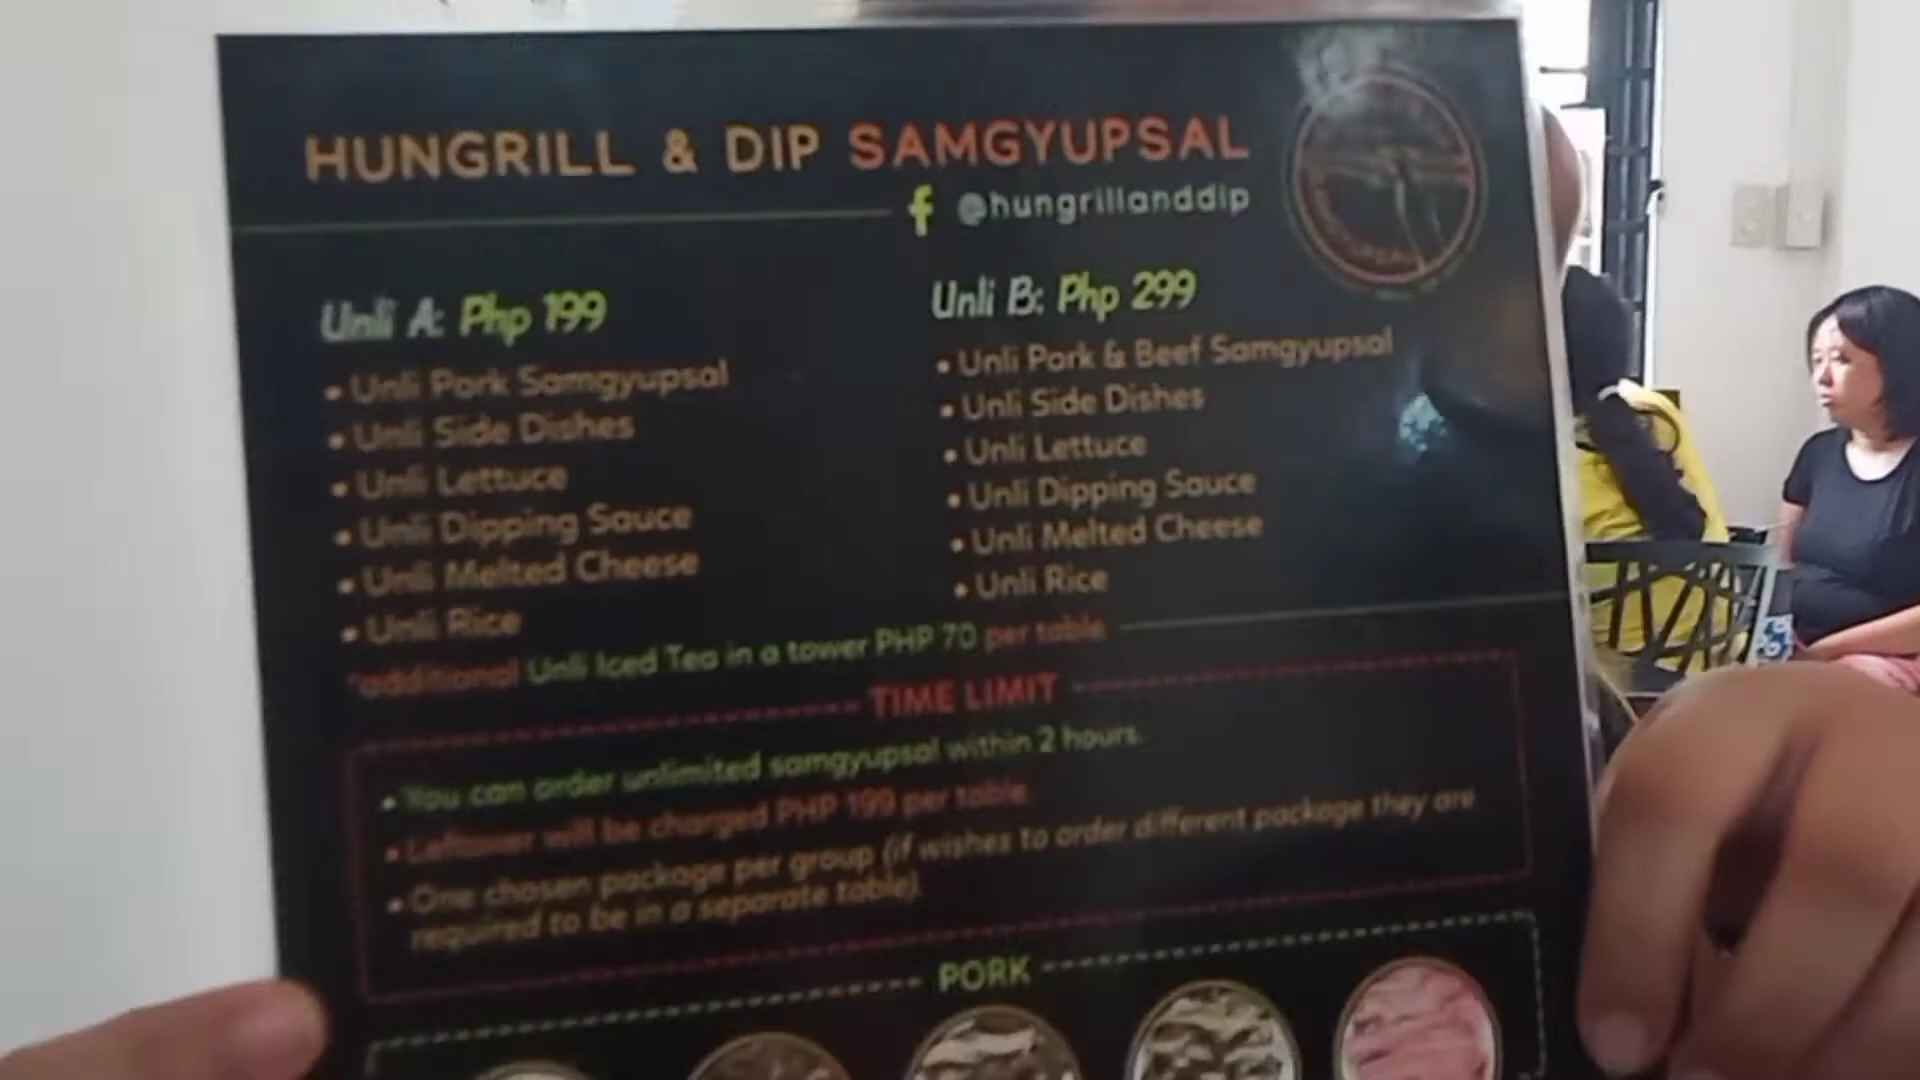 HUNGRILL & DIP SAMGYUPSAL
f @hungrillanddip
Unli A: Php 199
• Unli Pork Samgyupsal
• Unli Side Dishes
• Unli Lettuce
• Unli Dipping Sauce
• Unli Melted Cheese
• Unli Rice
Unli B: Php 299
• Unli Pork & Beef Samgyupsal
• Unli Side Dishes
• Unli Lettuce
• Unli Dipping Sauce
• Unli Melted Cheese
• Unli Rice
*additional Unli Iced Tea in a tower PHP 70 per table
TIME LIMIT
• You can order unlimited samgyupsal within 2 hours.
• Leftover will be charged PHP 199 per table
• One chosen package per group (if wishes to order different package they are
required to be in a separate table).
PORK